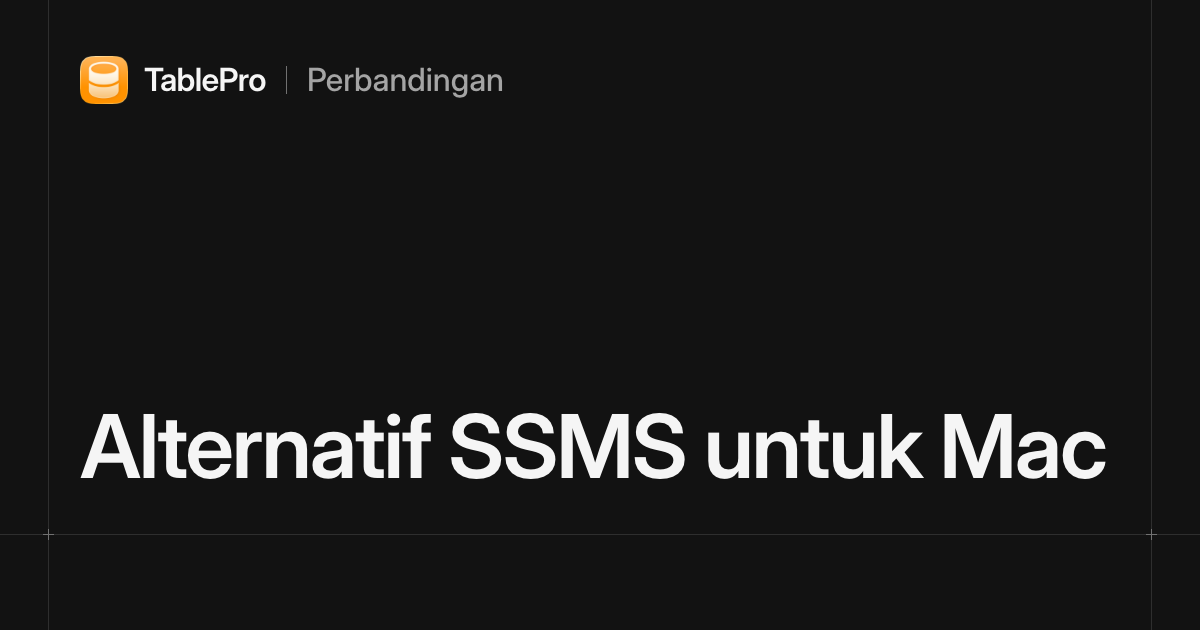 TablePro | Perbandingan
Alternatif SSMS untuk Mac